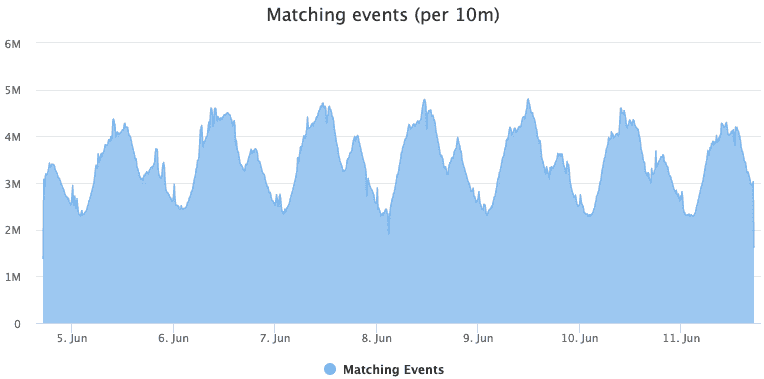 Matching events (per 10m)
6M
5M
4M
3M
2M
1M
0
5. Jun 6. Jun 7. Jun 8. Jun 9. Jun 10. Jun 11. Jun
Matching Events